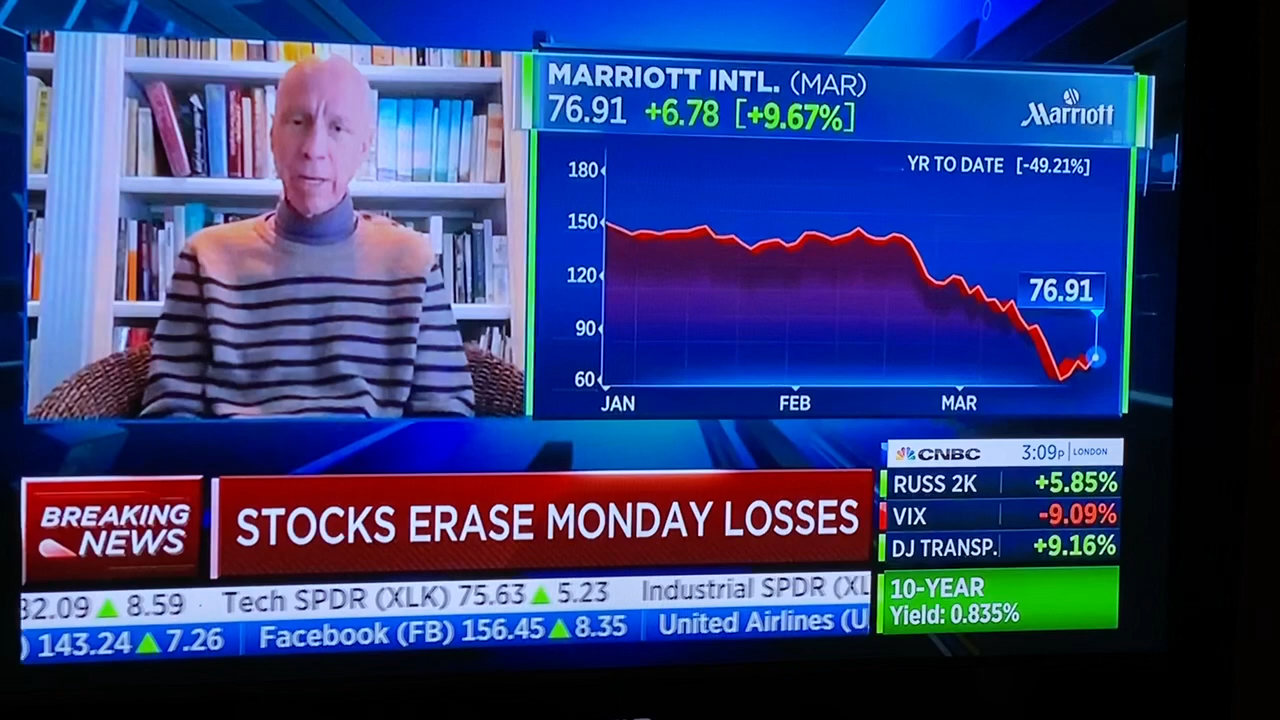 MARRIOTT INTL. (MAR)
76.91 +6.78 [+9.67%]
Marriott
YR TO DATE [-49.21%]
180
150
120
90
60
76.91
JAN FEB MAR
BREAKING NEWS
STOCKS ERASE MONDAY LOSSES
CNBC 3:09P LONDON
RUSS 2K +5.85%
VIX -9.09%
DJ TRANSP. +9.16%
10-YEAR
Yield: 0.835%
32.09 ▲ 8.59 Tech SPDR (XLK) 75.63 ▲ 5.23 Industrial SPDR (XL
) 143.24 ▲ 7.26 Facebook (FB) 156.45 ▲ 8.35 United Airlines (U